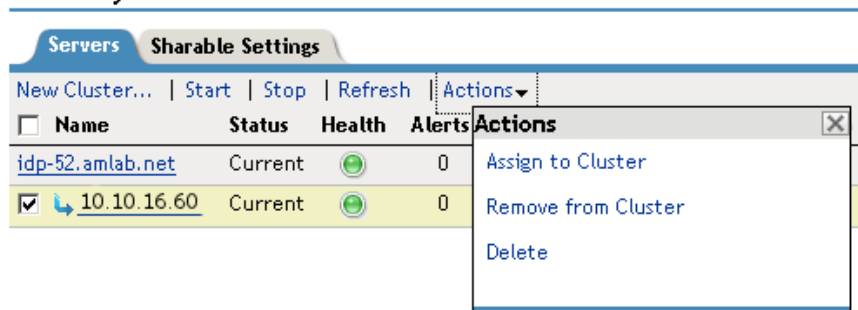 Servers Sharable Settings
New Cluster... | Start | Stop | Refresh | Actions
Name Status Health Alerts Actions
idp-52.amlab.net Current 0 Assign to Cluster
10.10.16.60 Current 0 Remove from Cluster
Delete